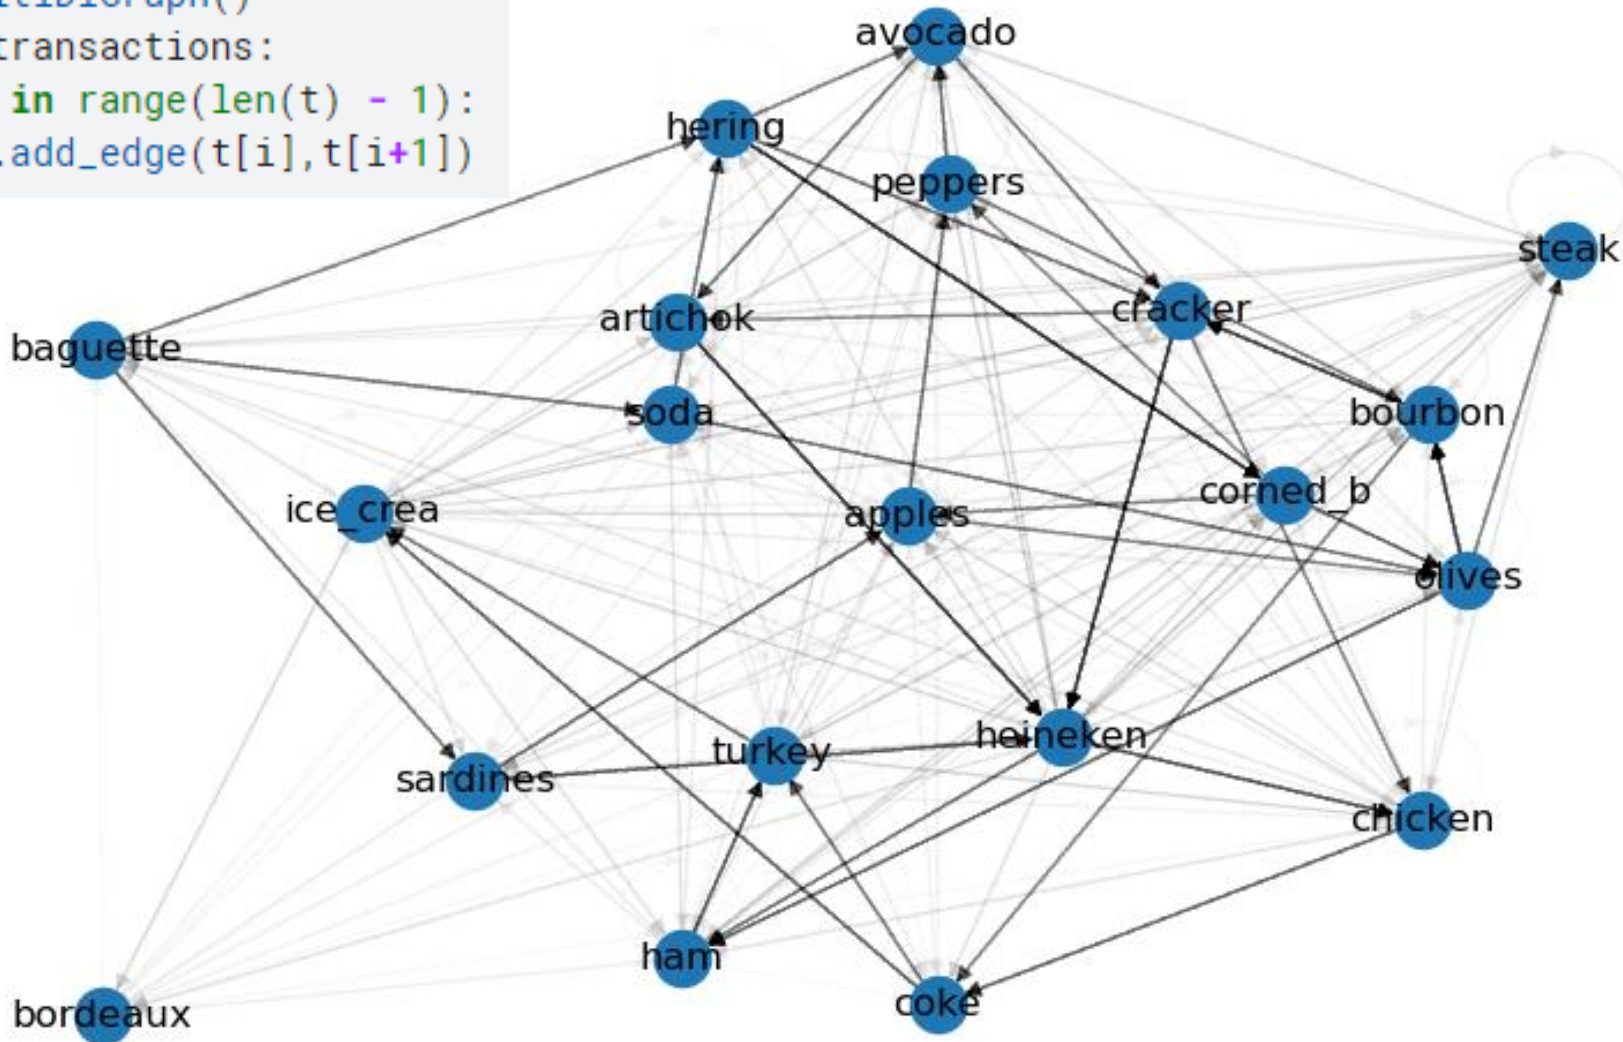 transactions:
in range(len(t) - 1):
.add_edge(t[i],t[i+1])
avocado
hering
peppers
steak
artichok
cracker
baguette
soda
bourbon
ice_crea
apples
corned_b
olives
sardines
turkey
heineken
chicken
ham
coke
bordeaux